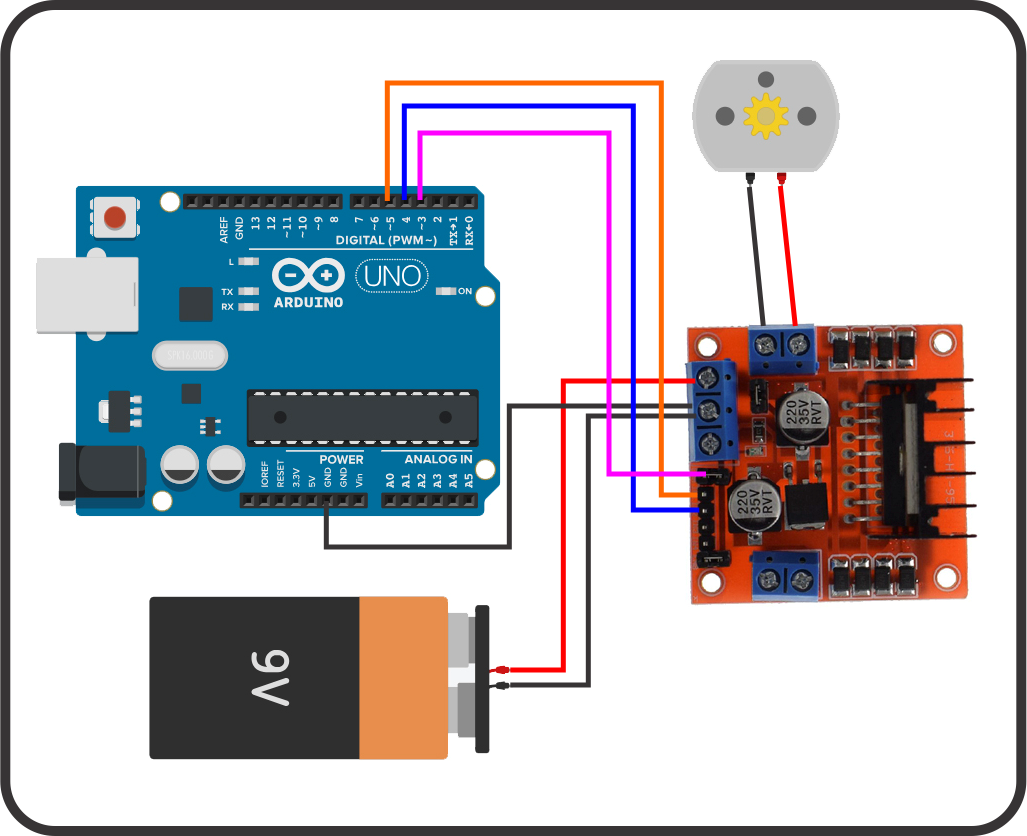 AREF
GND
13
12
~11
~10
~9
8
7
~6
~5
4
~3
2
TX→1
RX←0
DIGITAL (PWM~)
L
TX
RX
ARDUINO
UNO
ON
SPK16.000G
POWER
ANALOG IN
IOREF
RESET
3.3V
5V
GND
GND
Vin
A0
A1
A2
A3
A4
A5
9V
220
35V
RVT
220
35V
RVT